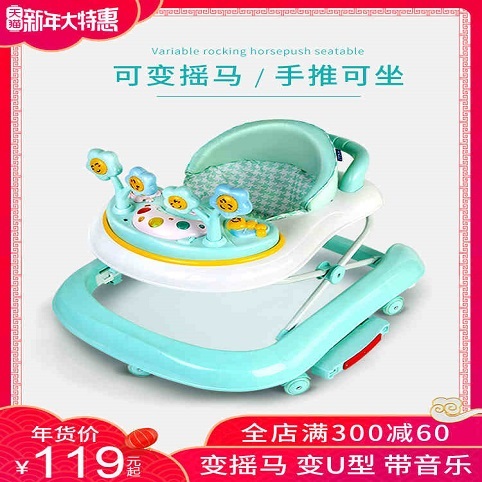 天猫新年大特惠
Variable rocking horsepush seatable
可变摇马 / 手推可坐
年货价
¥119元起
全店满300减60
变摇马 变U型 带音乐